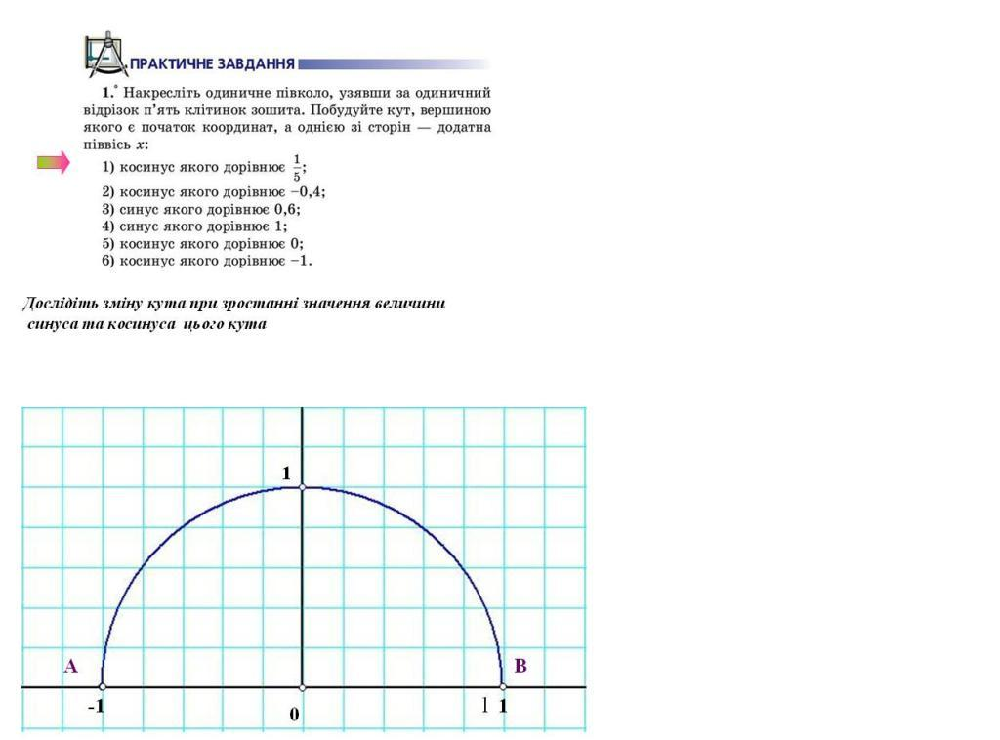 ПРАКТИЧНЕ ЗАВДАННЯ
1.° Накресліть одиничне півколо, узявши за одиничний
відрізок п’ять клітинок зошита. Побудуйте кут, вершиною
якого є початок координат, а однією зі сторін — додатна
піввісь x:
1) косинус якого дорівнює 1/5;
2) косинус якого дорівнює −0,4;
3) синус якого дорівнює 0,6;
4) синус якого дорівнює 1;
5) косинус якого дорівнює 0;
6) косинус якого дорівнює −1.
Дослідіть зміну кута при зростанні значення величини
синуса та косинуса цього кута
1
A B
-1 0 1 1